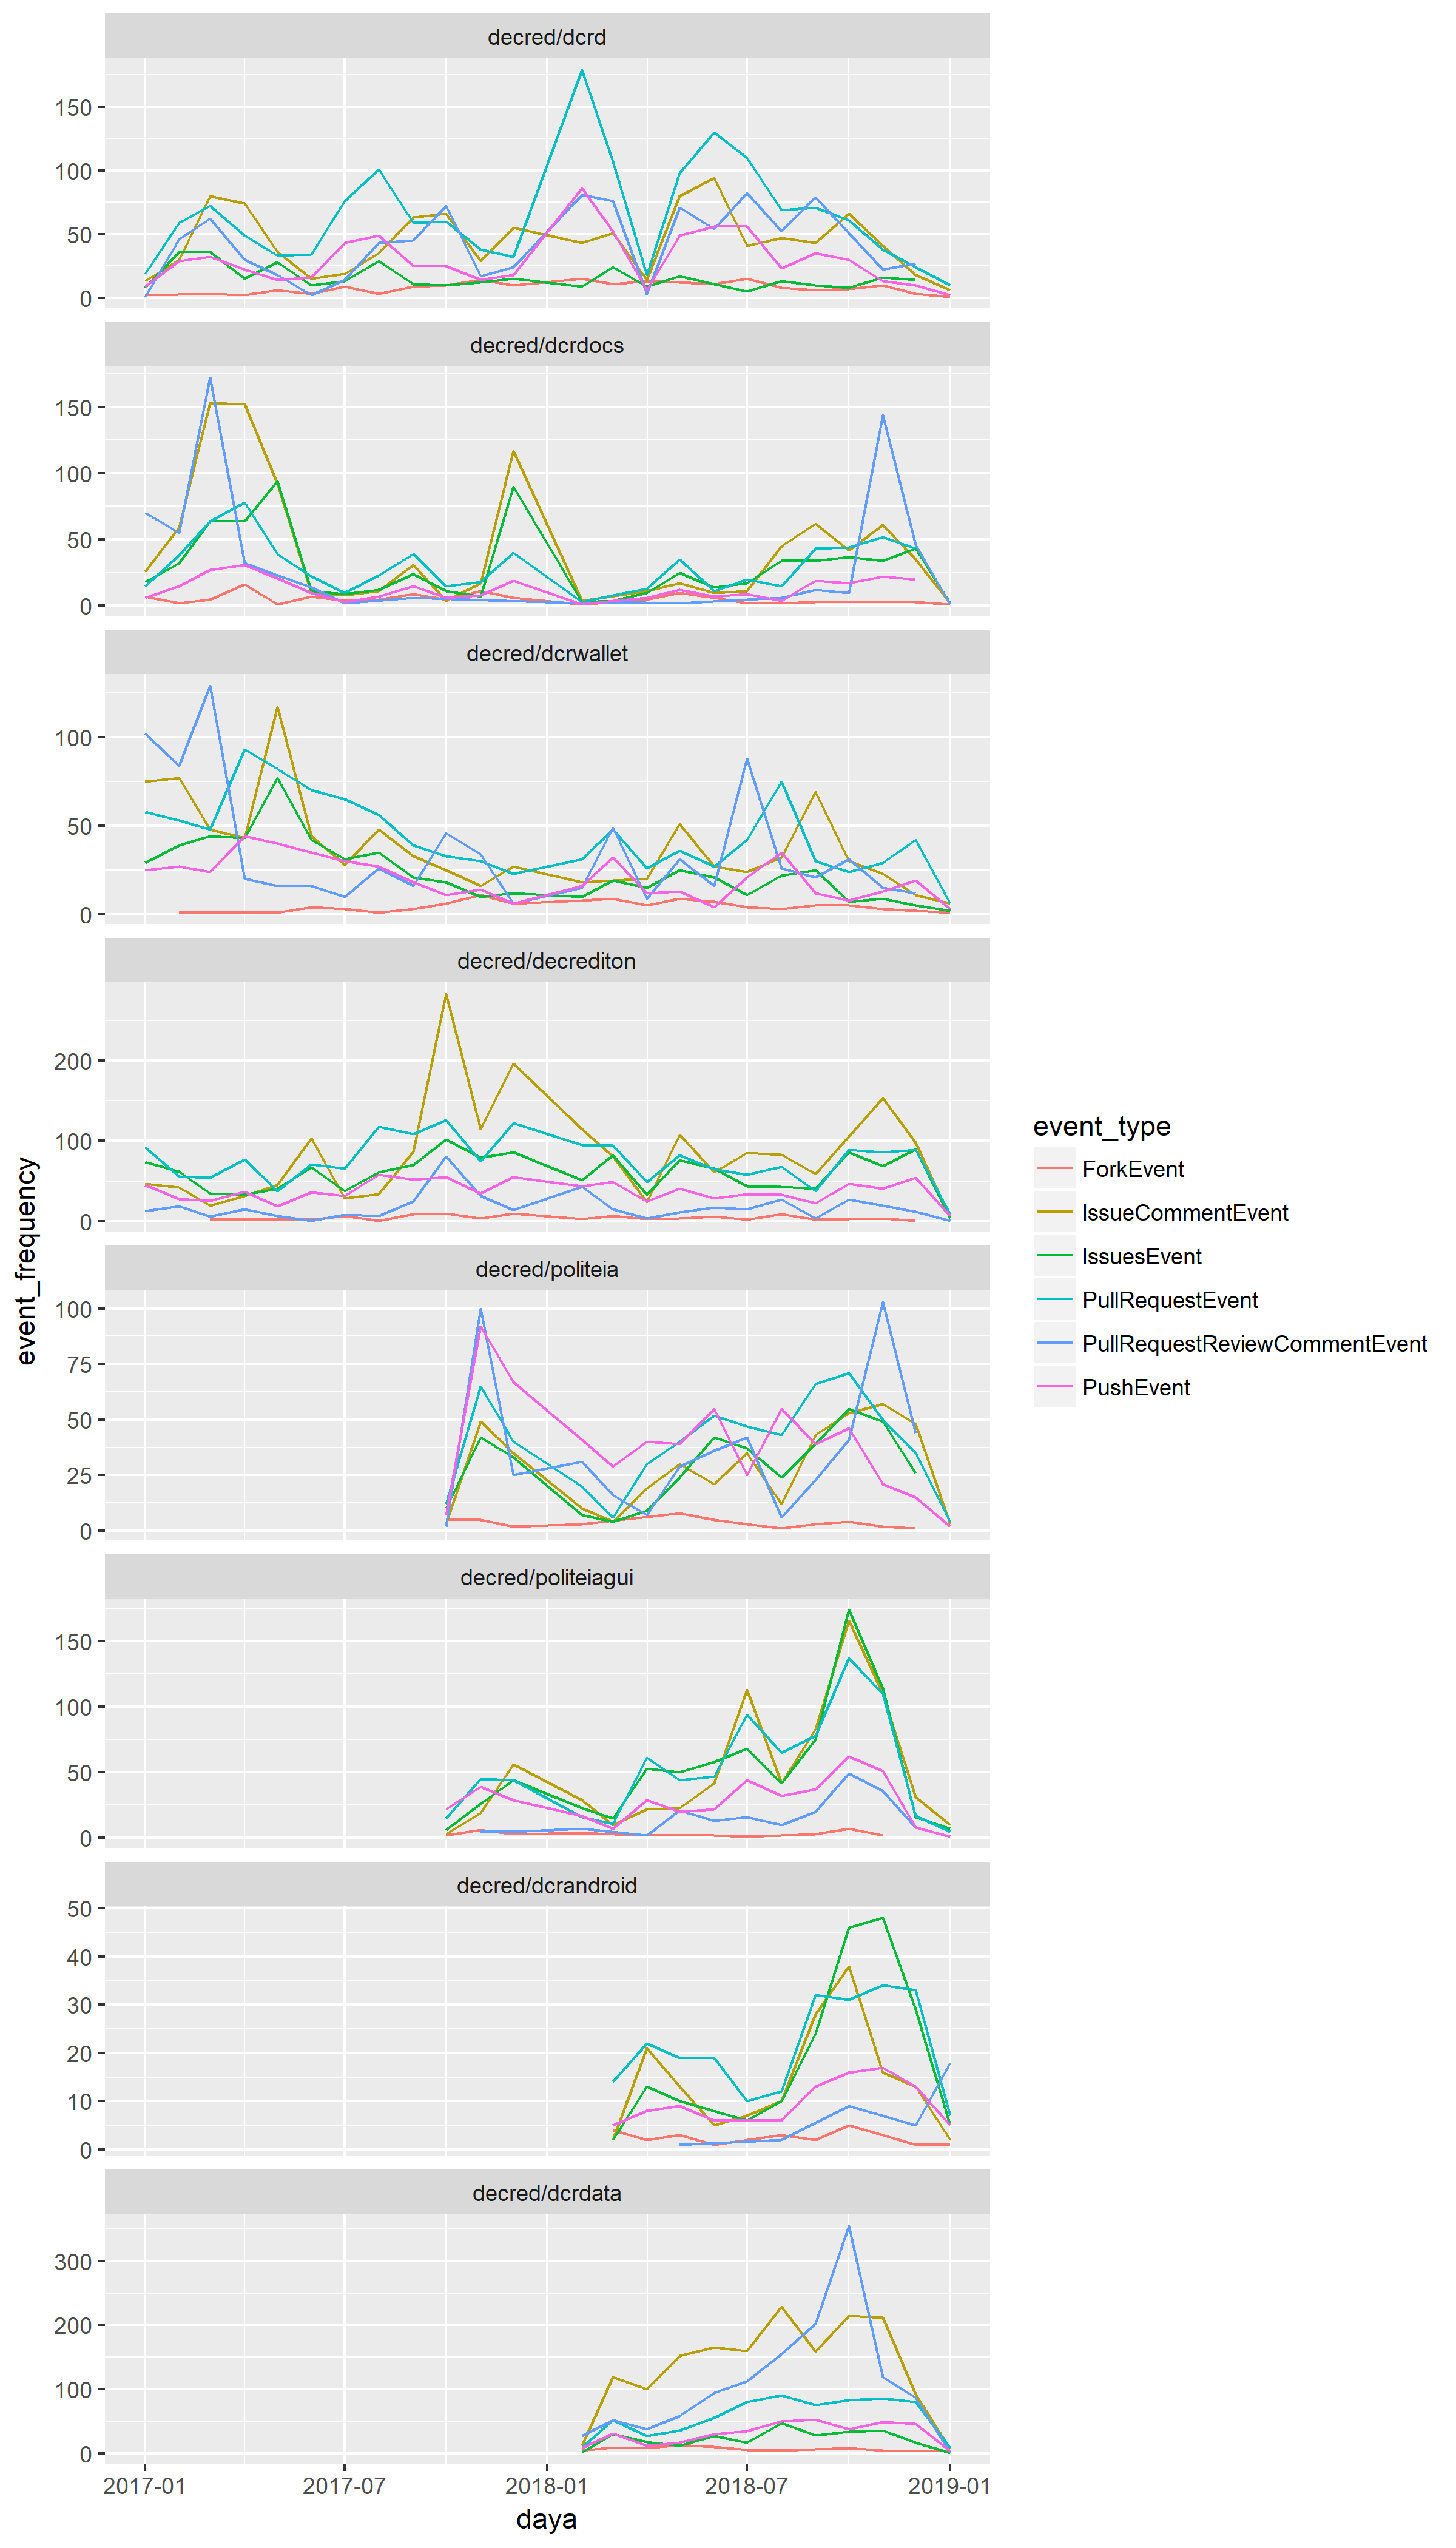 decred/dcrd
150
100
50
0
decred/dcrdocs
150
100
50
0
decred/dcrwallet
100
50
0
decred/decrediton
200
100
0
decred/politeia
100
75
50
25
0
decred/politeiagui
150
100
50
0
decred/dcrandroid
50
40
30
20
10
0
decred/dcrdata
300
200
100
0
2017-01 2017-07 2018-01 2018-07 2019-01
daya
event_frequency
event_type
ForkEvent
IssueCommentEvent
IssuesEvent
PullRequestEvent
PullRequestReviewCommentEvent
PushEvent